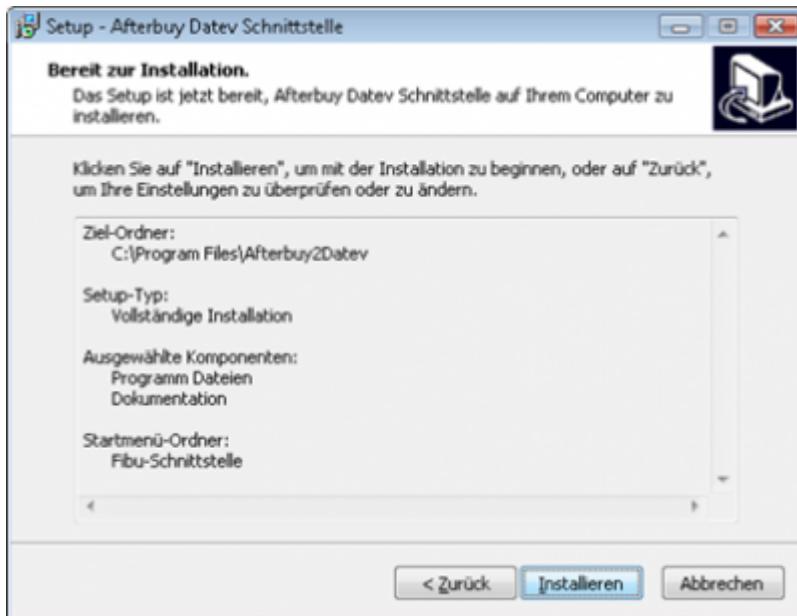 Setup - Afterbuy Datev Schnittstelle
Bereit zur Installation.
Das Setup ist jetzt bereit, Afterbuy Datev Schnittstelle auf Ihrem Computer zu
installieren.
Klicken Sie auf "Installieren", um mit der Installation zu beginnen, oder auf "Zurück",
um Ihre Einstellungen zu überprüfen oder zu ändern.
Ziel-Ordner:
C:\Program Files\Afterbuy2Datev
Setup-Typ:
Vollständige Installation
Ausgewählte Komponenten:
Programm Dateien
Dokumentation
Startmenü-Ordner:
Fibu-Schnittstelle
< Zurück Installieren Abbrechen